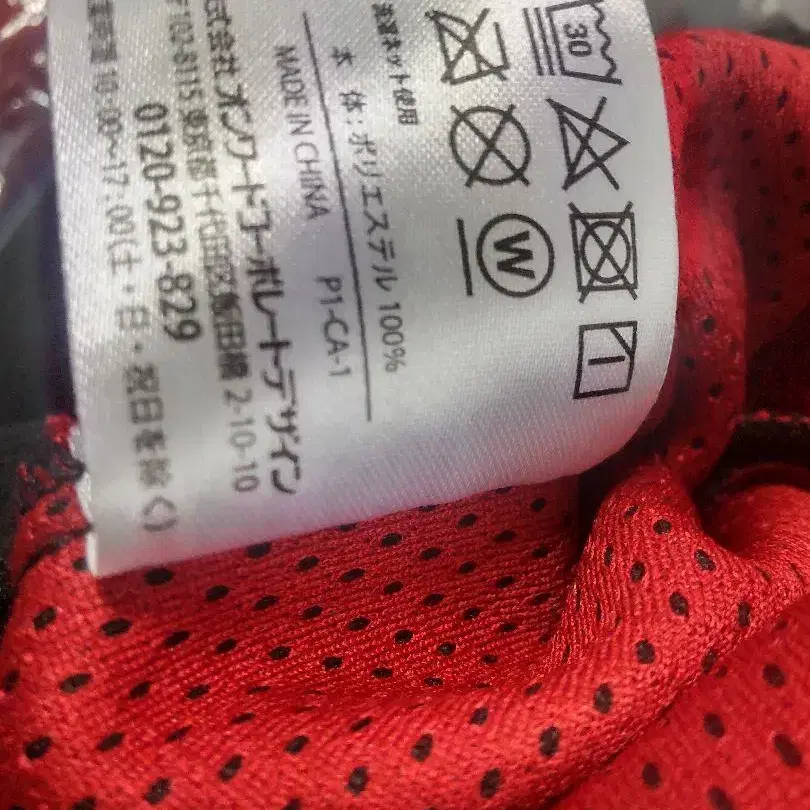 30
W
洗濯ネット使用
本 体：ポリエステル 100%
MADE IN CHINA P1-CA-1
式会社 オンワードコーポレートデザイン
〒102-8115 東京都千代田区飯田橋 2-10-10
0120-923-829
10:00~17:00(土・日・祝日を除く)